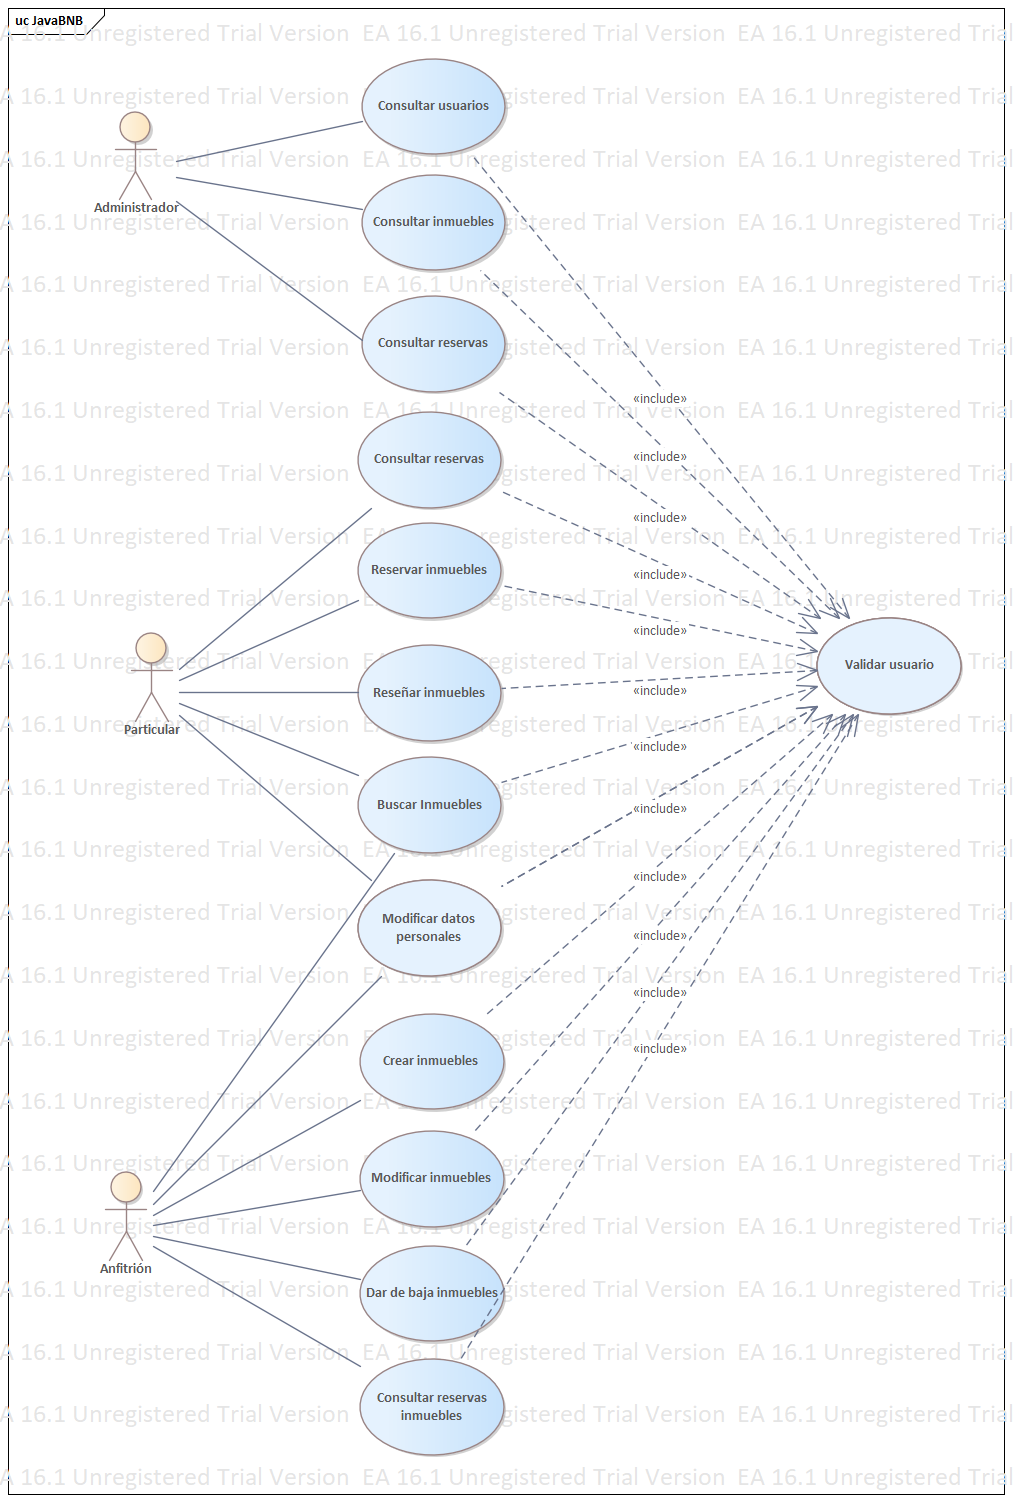 uc JavaBNB
EA 16.1 Unregistered Trial Version EA 16.1 Unregistered Trial Version EA 16.1 Unregistered Trial
Consultar usuarios
Administrador
Consultar inmuebles
Consultar reservas
«include»
Consultar reservas
«include»
«include»
Reservar inmuebles
«include»
«include»
Validar usuario
Reseñar inmuebles
«include»
Particular
«include»
Buscar Inmuebles
«include»
«include»
Modificar datos
personales
«include»
«include»
«include»
Crear inmuebles
Modificar inmuebles
Anfitrión
Dar de baja inmuebles
Consultar reservas
inmuebles